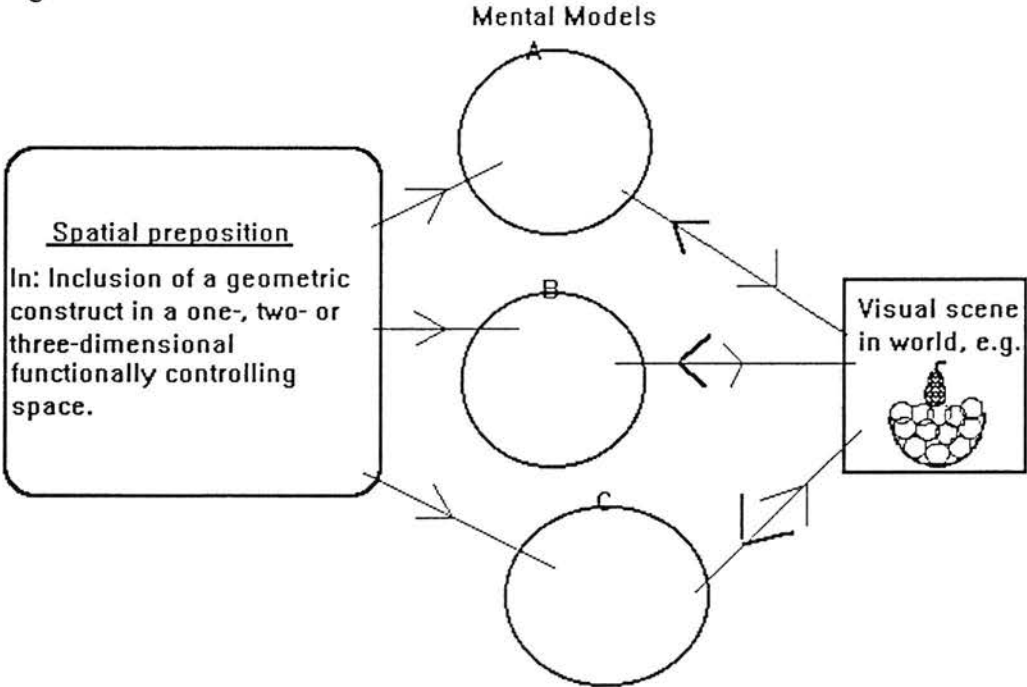 Mental Models
A
Spatial preposition
In: Inclusion of a geometric
construct in a one-, two- or
three-dimensional
functionally controlling
space.
B
C
Visual scene
in world, e.g.